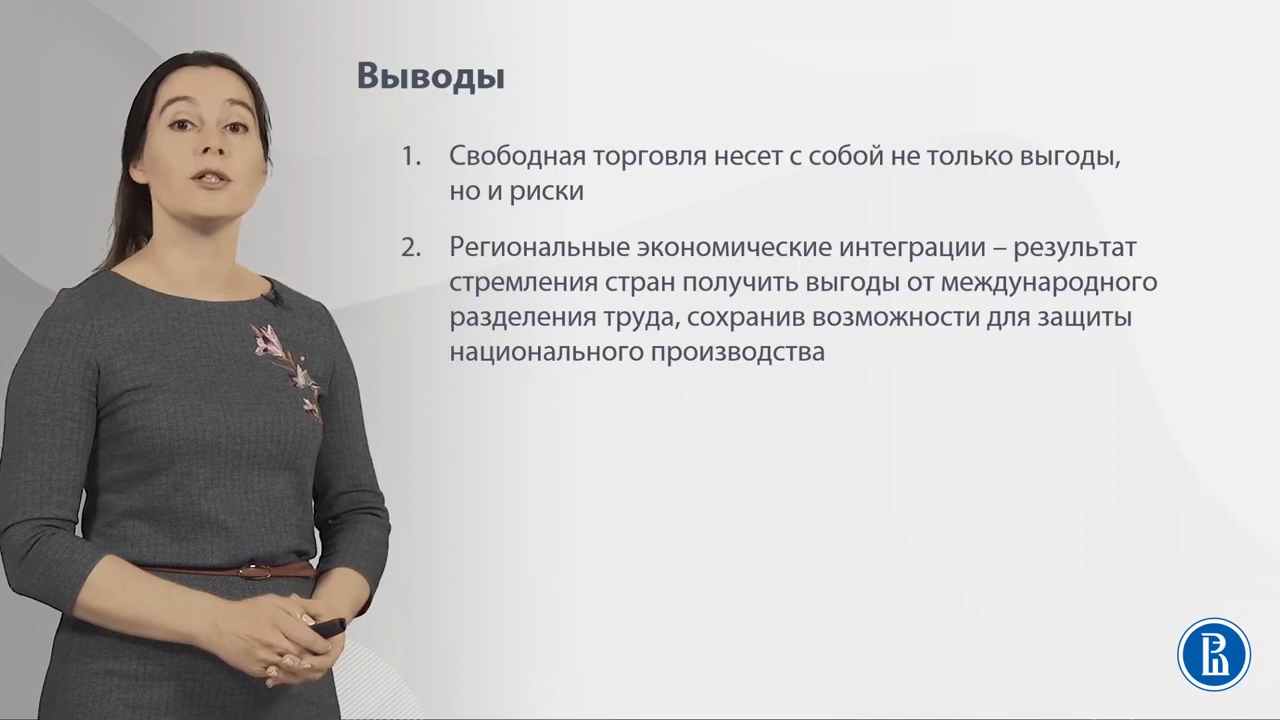 Выводы
1. Свободная торговля несет с собой не только выгоды,
но и риски
2. Региональные экономические интеграции – результат
стремления стран получить выгоды от международного
разделения труда, сохранив возможности для защиты
национального производства